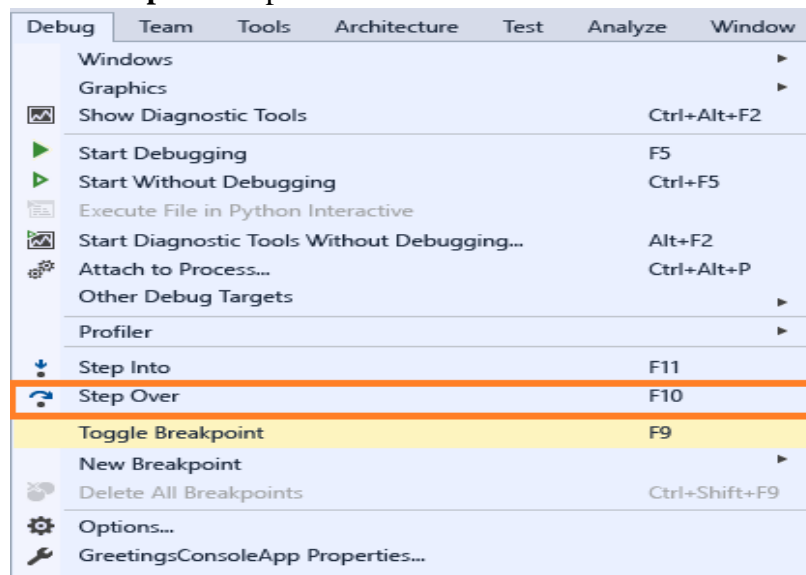 Debug Team Tools Architecture Test Analyze Window
Windows
Graphics
Show Diagnostic Tools Ctrl+Alt+F2
Start Debugging F5
Start Without Debugging Ctrl+F5
Execute File in Python Interactive
Start Diagnostic Tools Without Debugging... Alt+F2
Attach to Process... Ctrl+Alt+P
Other Debug Targets
Profiler
Step Into F11
Step Over F10
Toggle Breakpoint F9
New Breakpoint
Delete All Breakpoints Ctrl+Shift+F9
Options...
GreetingsConsoleApp Properties...